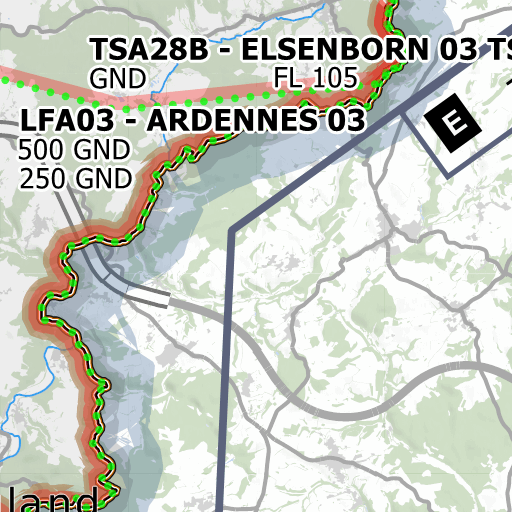 TSA28B - ELSENBORN 03 TS
GND FL 105
LFA03 - ARDENNES 03
500 GND
250 GND
E
land